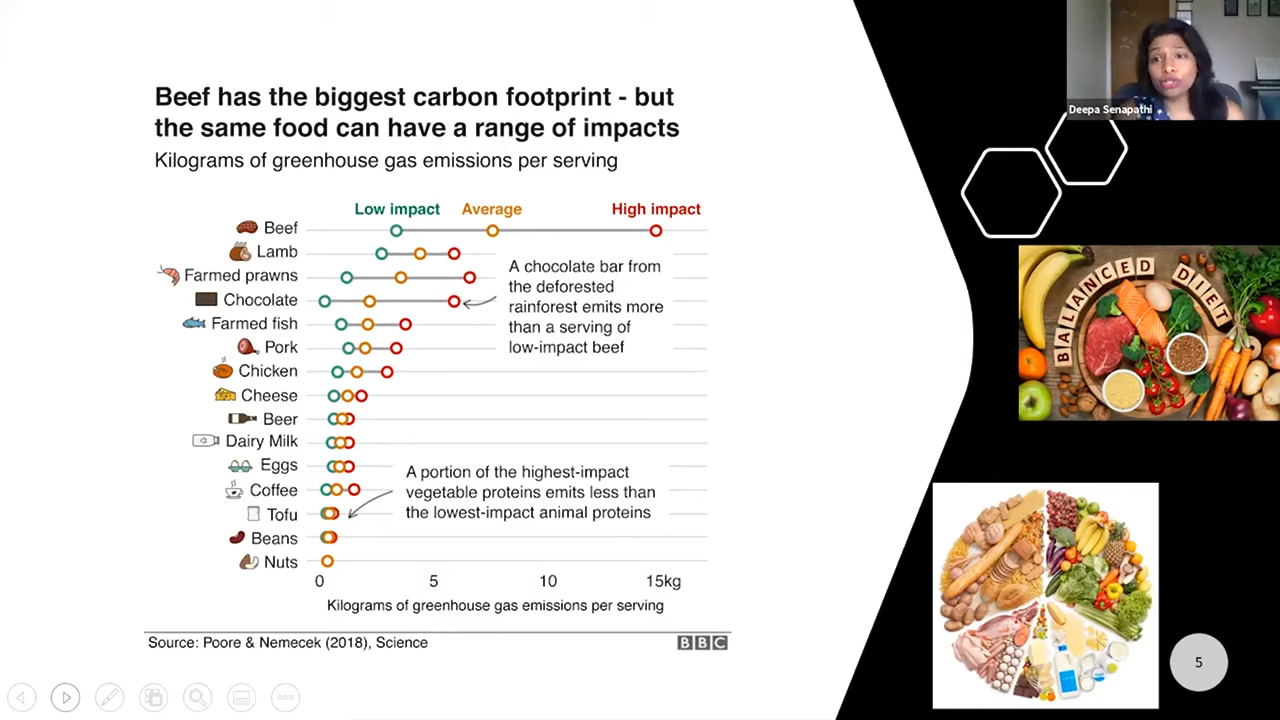 Beef has the biggest carbon footprint - but
the same food can have a range of impacts
Kilograms of greenhouse gas emissions per serving
Low impact Average High impact
Beef
Lamb
Farmed prawns
Chocolate
Farmed fish
Pork
Chicken
Cheese
Beer
Dairy Milk
Eggs
Coffee
Tofu
Beans
Nuts
A chocolate bar from
the deforested
rainforest emits more
than a serving of
low-impact beef
A portion of the highest-impact
vegetable proteins emits less than
the lowest-impact animal proteins
0 5 10 15kg
Kilograms of greenhouse gas emissions per serving
Source: Poore & Nemecek (2018), Science
BBC
Deepa Senapathi
BALANCED DIET
5